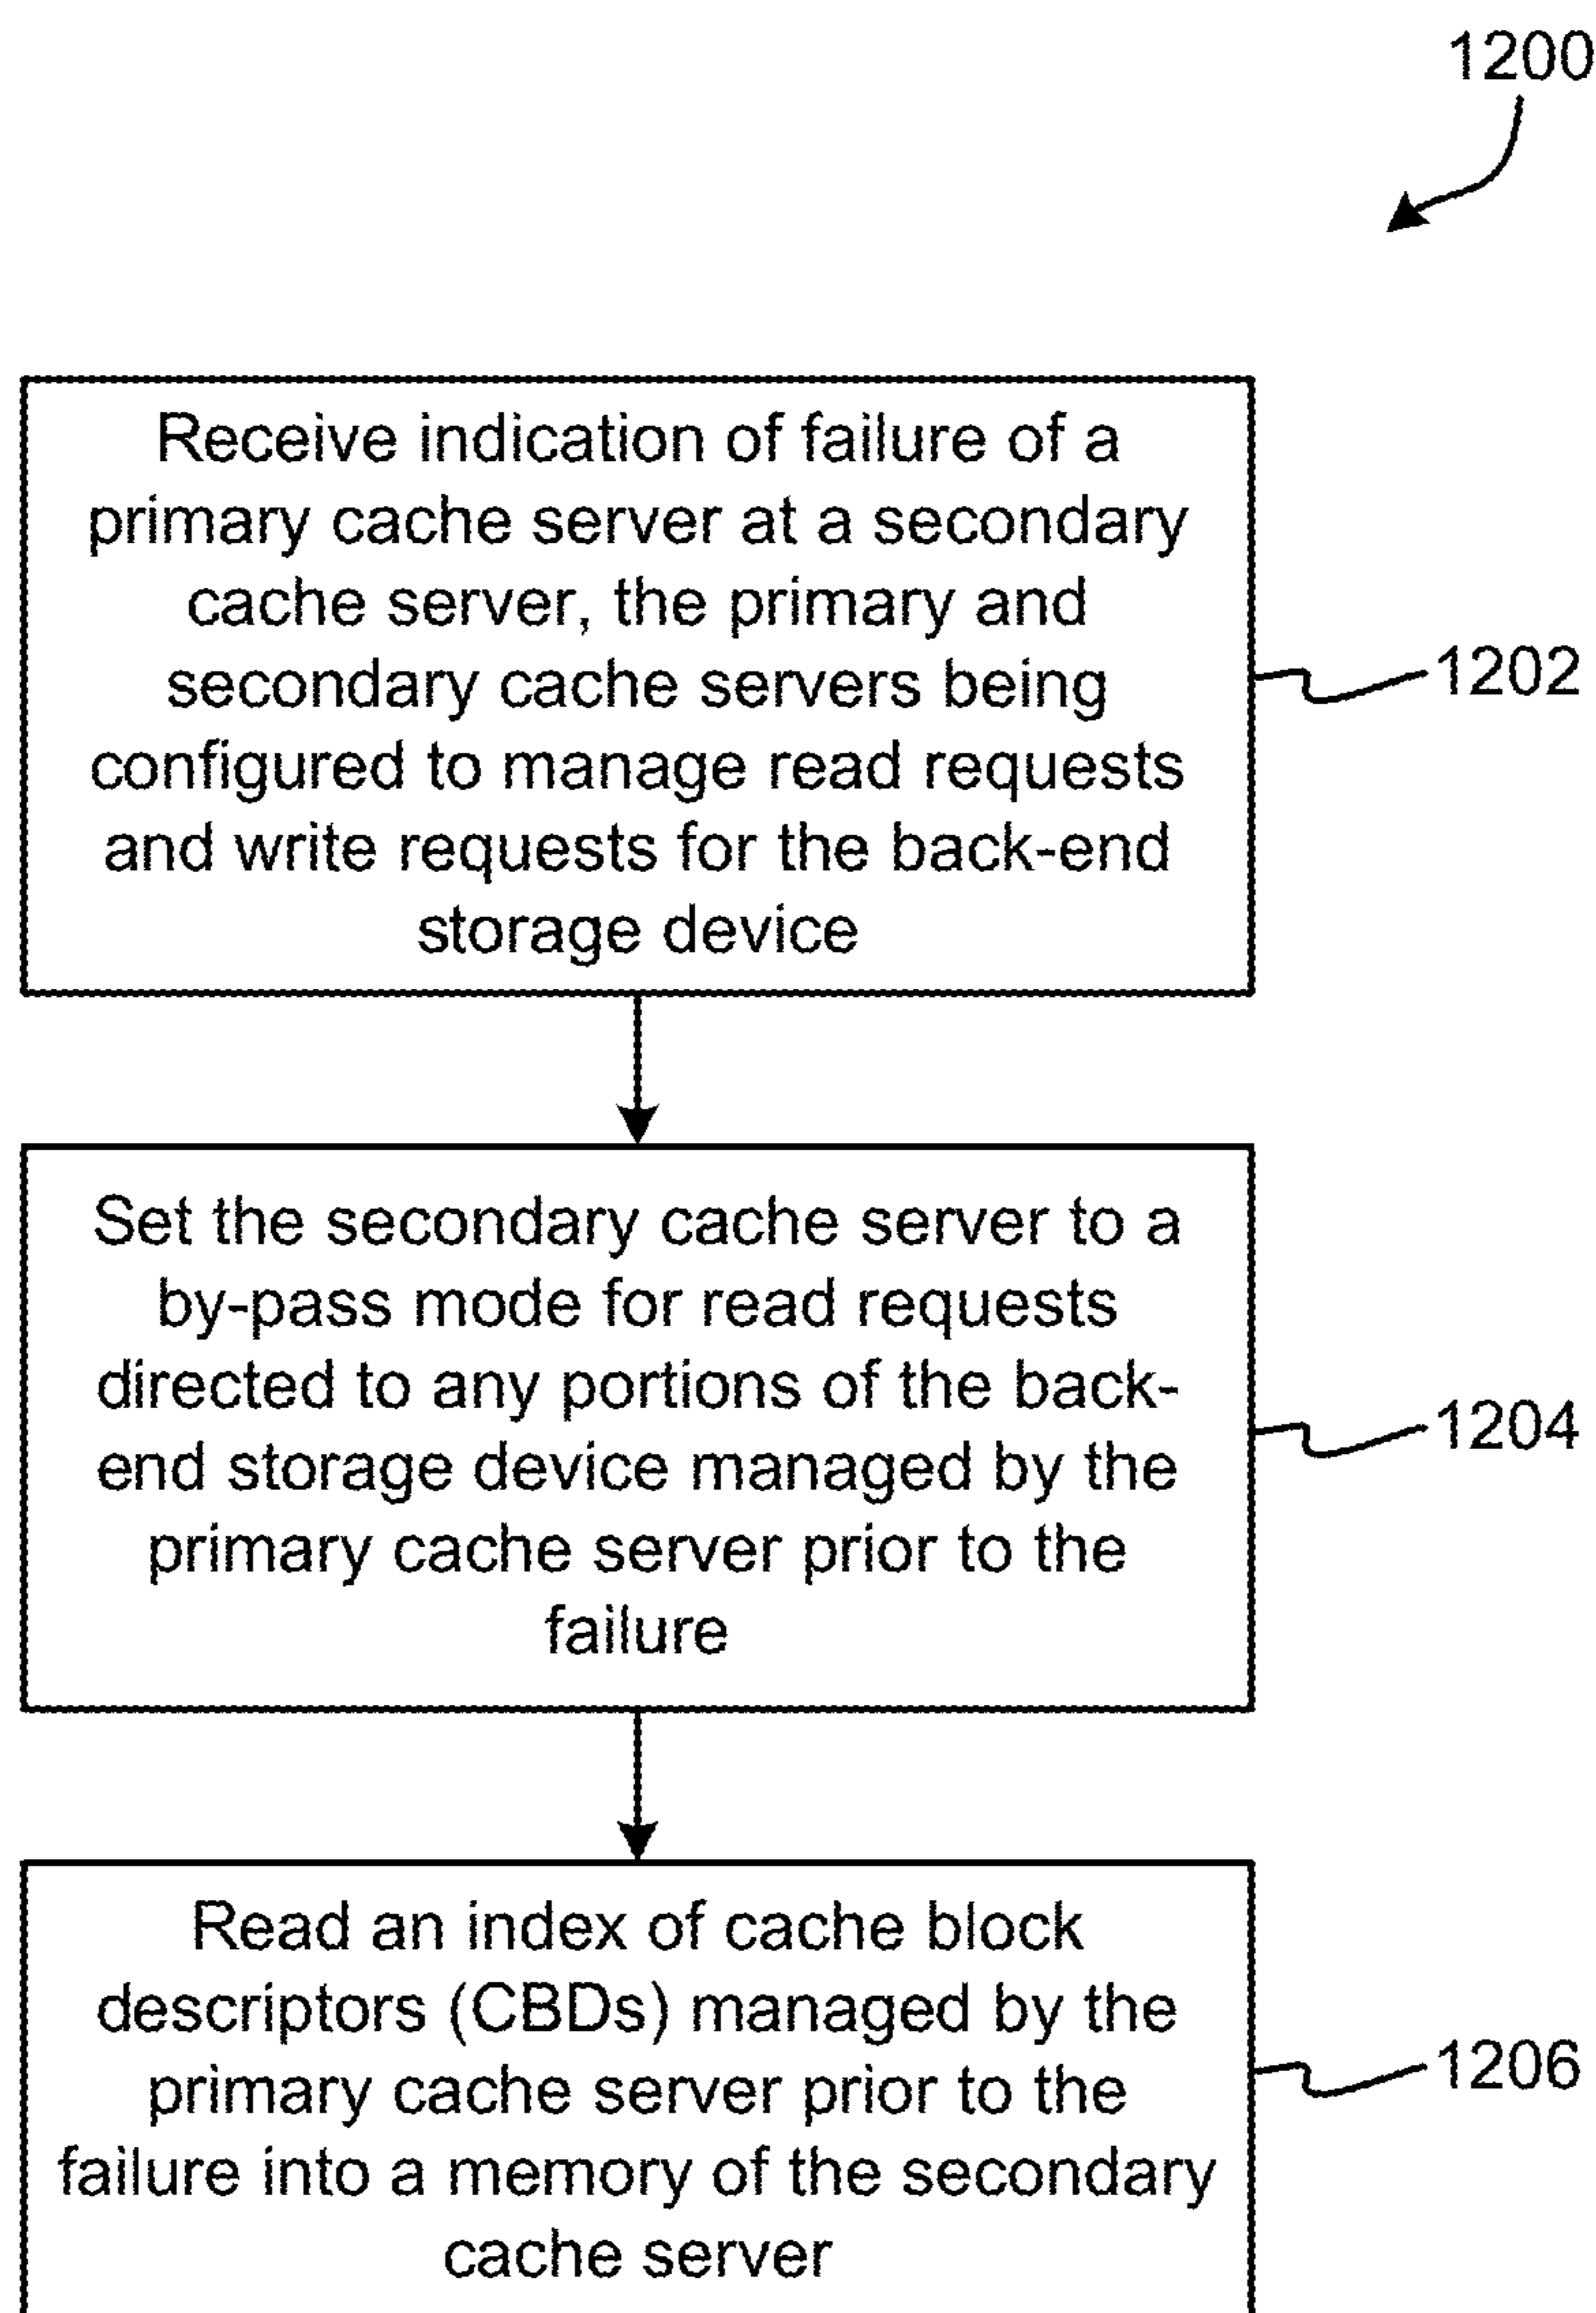 1200
Receive indication of failure of a
primary cache server at a secondary
cache server, the primary and
secondary cache servers being
configured to manage read requests
and write requests for the back-end
storage device
1202
Set the secondary cache server to a
by-pass mode for read requests
directed to any portions of the back-
end storage device managed by the
primary cache server prior to the
failure
1204
Read an index of cache block
descriptors (CBDs) managed by the
primary cache server prior to the
failure into a memory of the secondary
cache server
1206